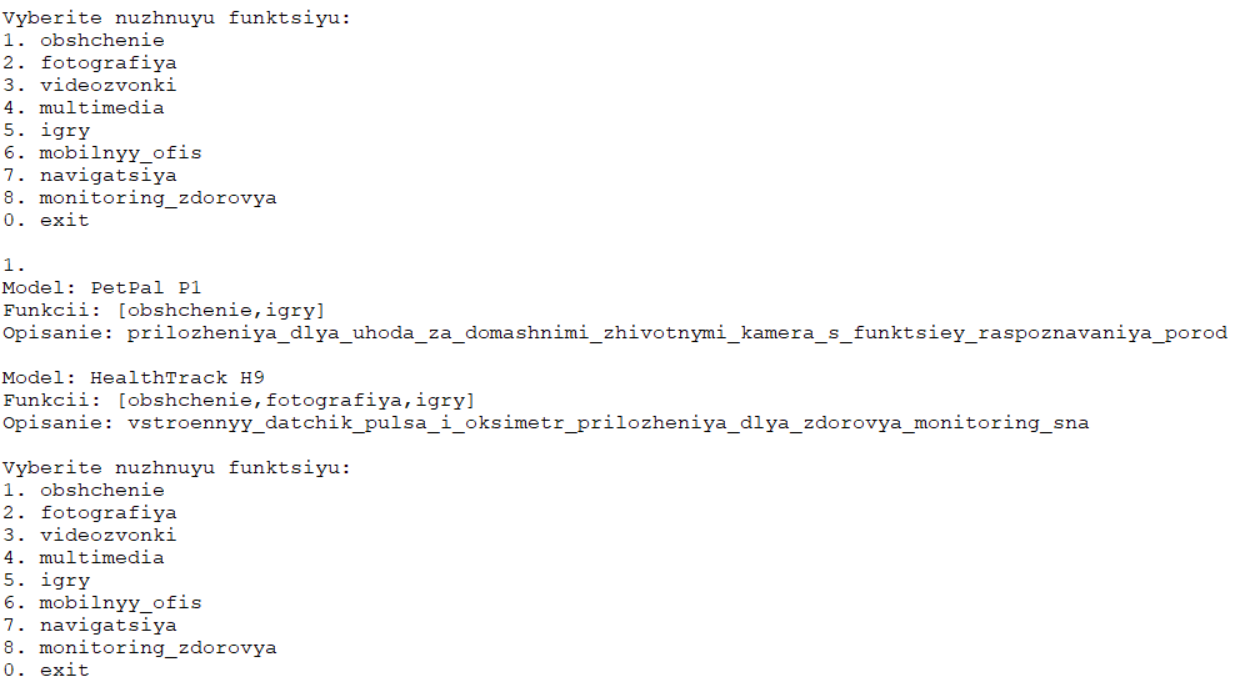 Vyberite nuzhnuyu funktsiyu:
1. obshchenie
2. fotografiya
3. videozvonki
4. multimedia
5. igry
6. mobilnyy_ofis
7. navigatsiya
8. monitoring_zdorovya
0. exit
1.
Model: PetPal P1
Funkcii: [obshchenie,igry]
Opisanie: prilozheniya_dlya_uhoda_za_domashnimi_zhivotnymi_kamera_s_funktsiey_raspoznavaniya_porod
Model: HealthTrack H9
Funkcii: [obshchenie,fotografiya,igry]
Opisanie: vstroennyy_datchik_pulsa_i_oksimetr_prilozheniya_dlya_zdorovya_monitoring_sna
Vyberite nuzhnuyu funktsiyu:
1. obshchenie
2. fotografiya
3. videozvonki
4. multimedia
5. igry
6. mobilnyy_ofis
7. navigatsiya
8. monitoring_zdorovya
0. exit